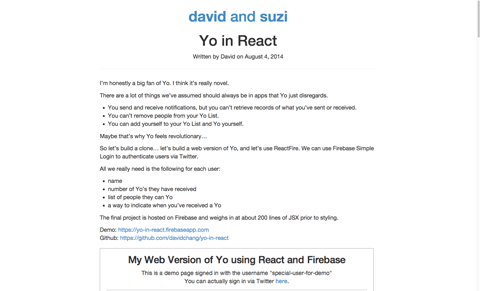 david and suzi
Yo in React
Written by David on August 4, 2014
I'm honestly a big fan of Yo. I think it's really novel.
There are a lot of things we've assumed should always be in apps that Yo just disregards.
• You send and receive notifications, but you can't retrieve records of what you've sent or received.
• You can't remove people from your Yo List.
• You can add yourself to your Yo List and Yo yourself.
Maybe that's why Yo feels revolutionary…
So let's build a clone… let's build a web version of Yo, and let's use ReactFire. We can use Firebase Simple
Login to authenticate users via Twitter.
All we really need is the following for each user:
• name
• number of Yo's they have received
• list of people they can Yo
• a way to indicate when you've received a Yo
The final project is hosted on Firebase and weighs in at about 200 lines of JSX prior to styling.
Demo: https://yo-in-react.firebaseapp.com
Github: https://github.com/davidchang/yo-in-react
My Web Version of Yo using React and Firebase
This is a demo page signed in with the username "special-user-for-demo"
You can actually sign in via Twitter here.